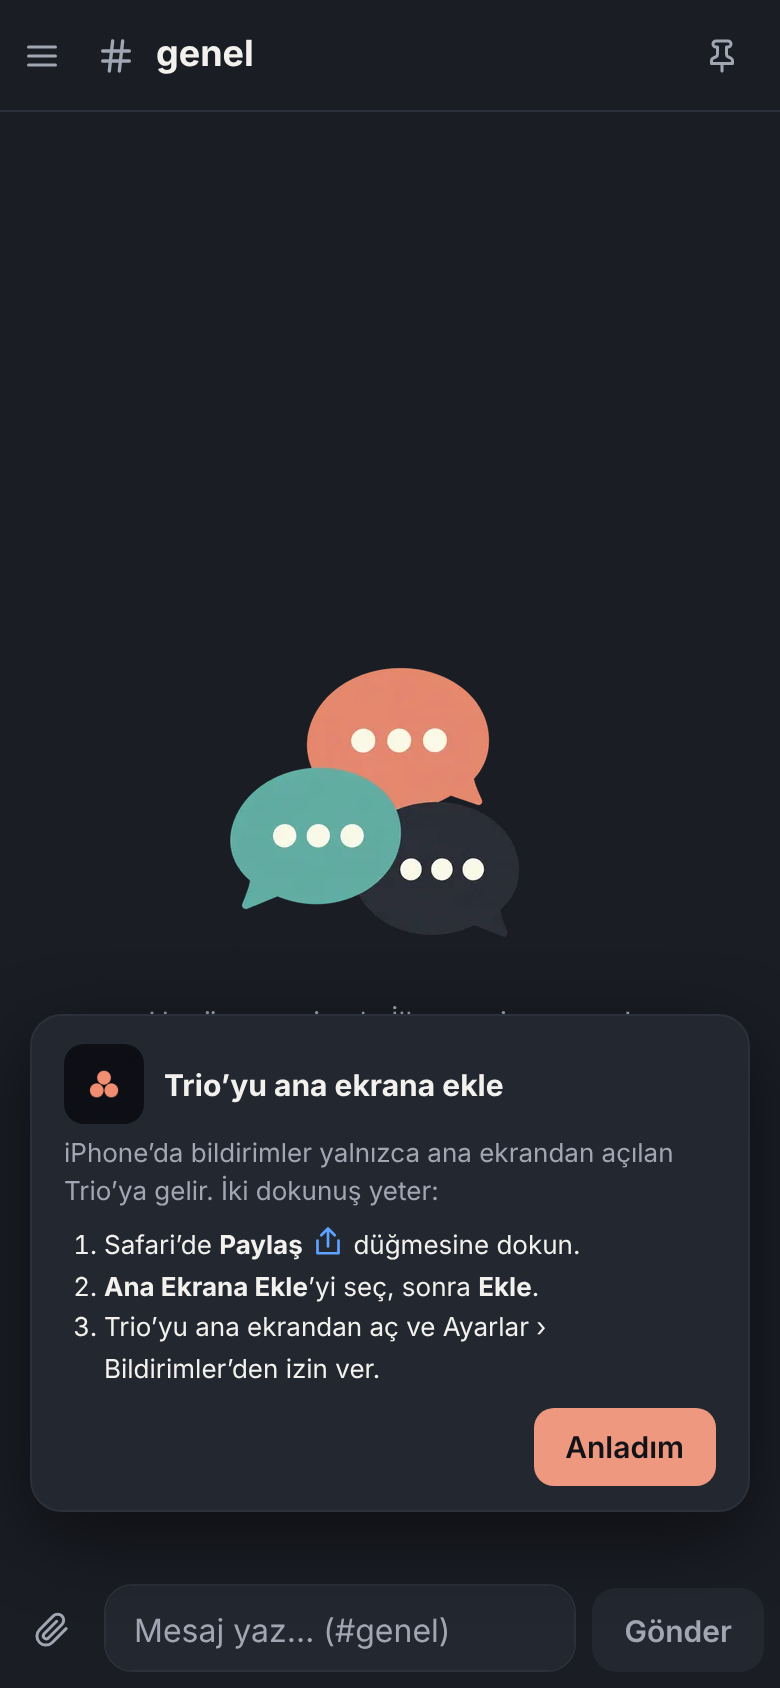 genel
Trio’yu ana ekrana ekle
iPhone’da bildirimler yalnızca ana ekrandan açılan
Trio’ya gelir. İki dokunuş yeter:
1. Safari’de Paylaş düğmesine dokun.
2. Ana Ekrana Ekle’yi seç, sonra Ekle.
3. Trio’yu ana ekrandan aç ve Ayarlar ›
Bildirimler’den izin ver.
Anladım
Mesaj yaz... (#genel)
Gönder